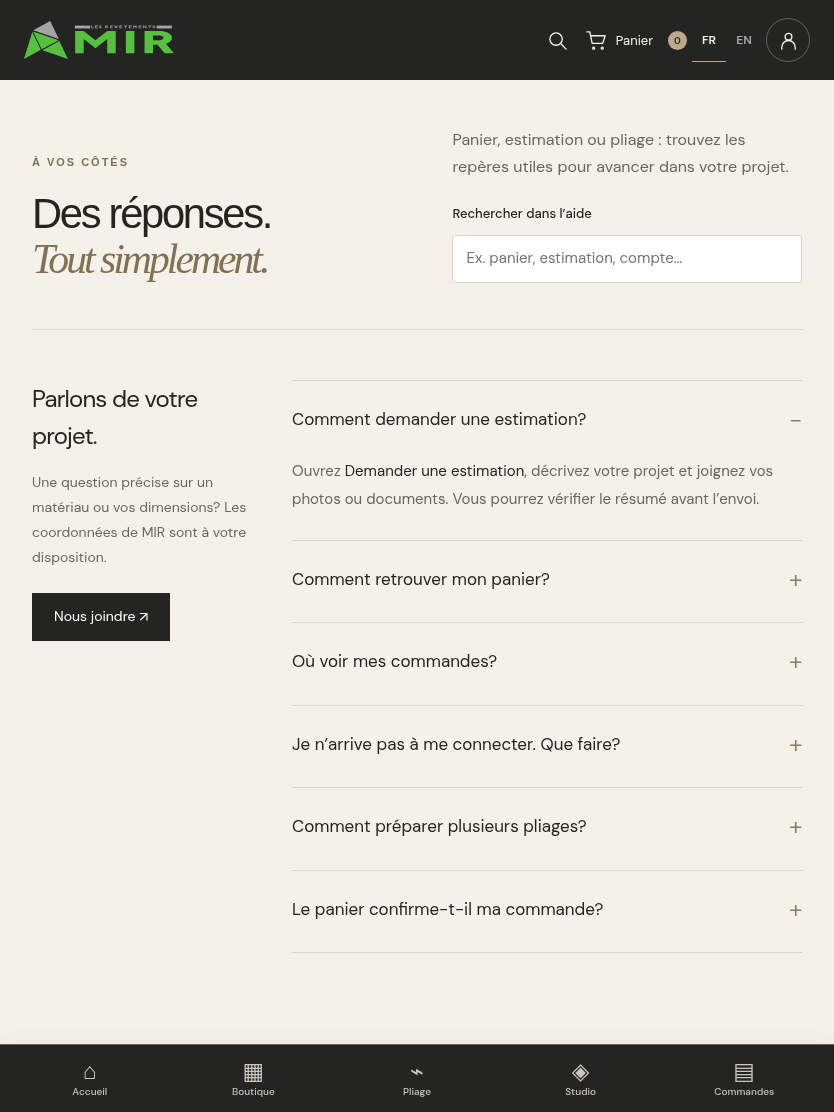 LES REVÊTEMENTS
MIR
Panier
0
FR
EN
À VOS CÔTÉS
Des réponses.
Tout simplement.
Panier, estimation ou pliage : trouvez les
repères utiles pour avancer dans votre projet.
Rechercher dans l’aide
Ex. panier, estimation, compte…
Parlons de votre
projet.
Une question précise sur un
matériau ou vos dimensions? Les
coordonnées de MIR sont à votre
disposition.
Nous joindre
Comment demander une estimation?
Ouvrez Demander une estimation, décrivez votre projet et joignez vos
photos ou documents. Vous pourrez vérifier le résumé avant l’envoi.
Comment retrouver mon panier?
Où voir mes commandes?
Je n’arrive pas à me connecter. Que faire?
Comment préparer plusieurs pliages?
Le panier confirme-t-il ma commande?
Accueil
Boutique
Pliage
Studio
Commandes